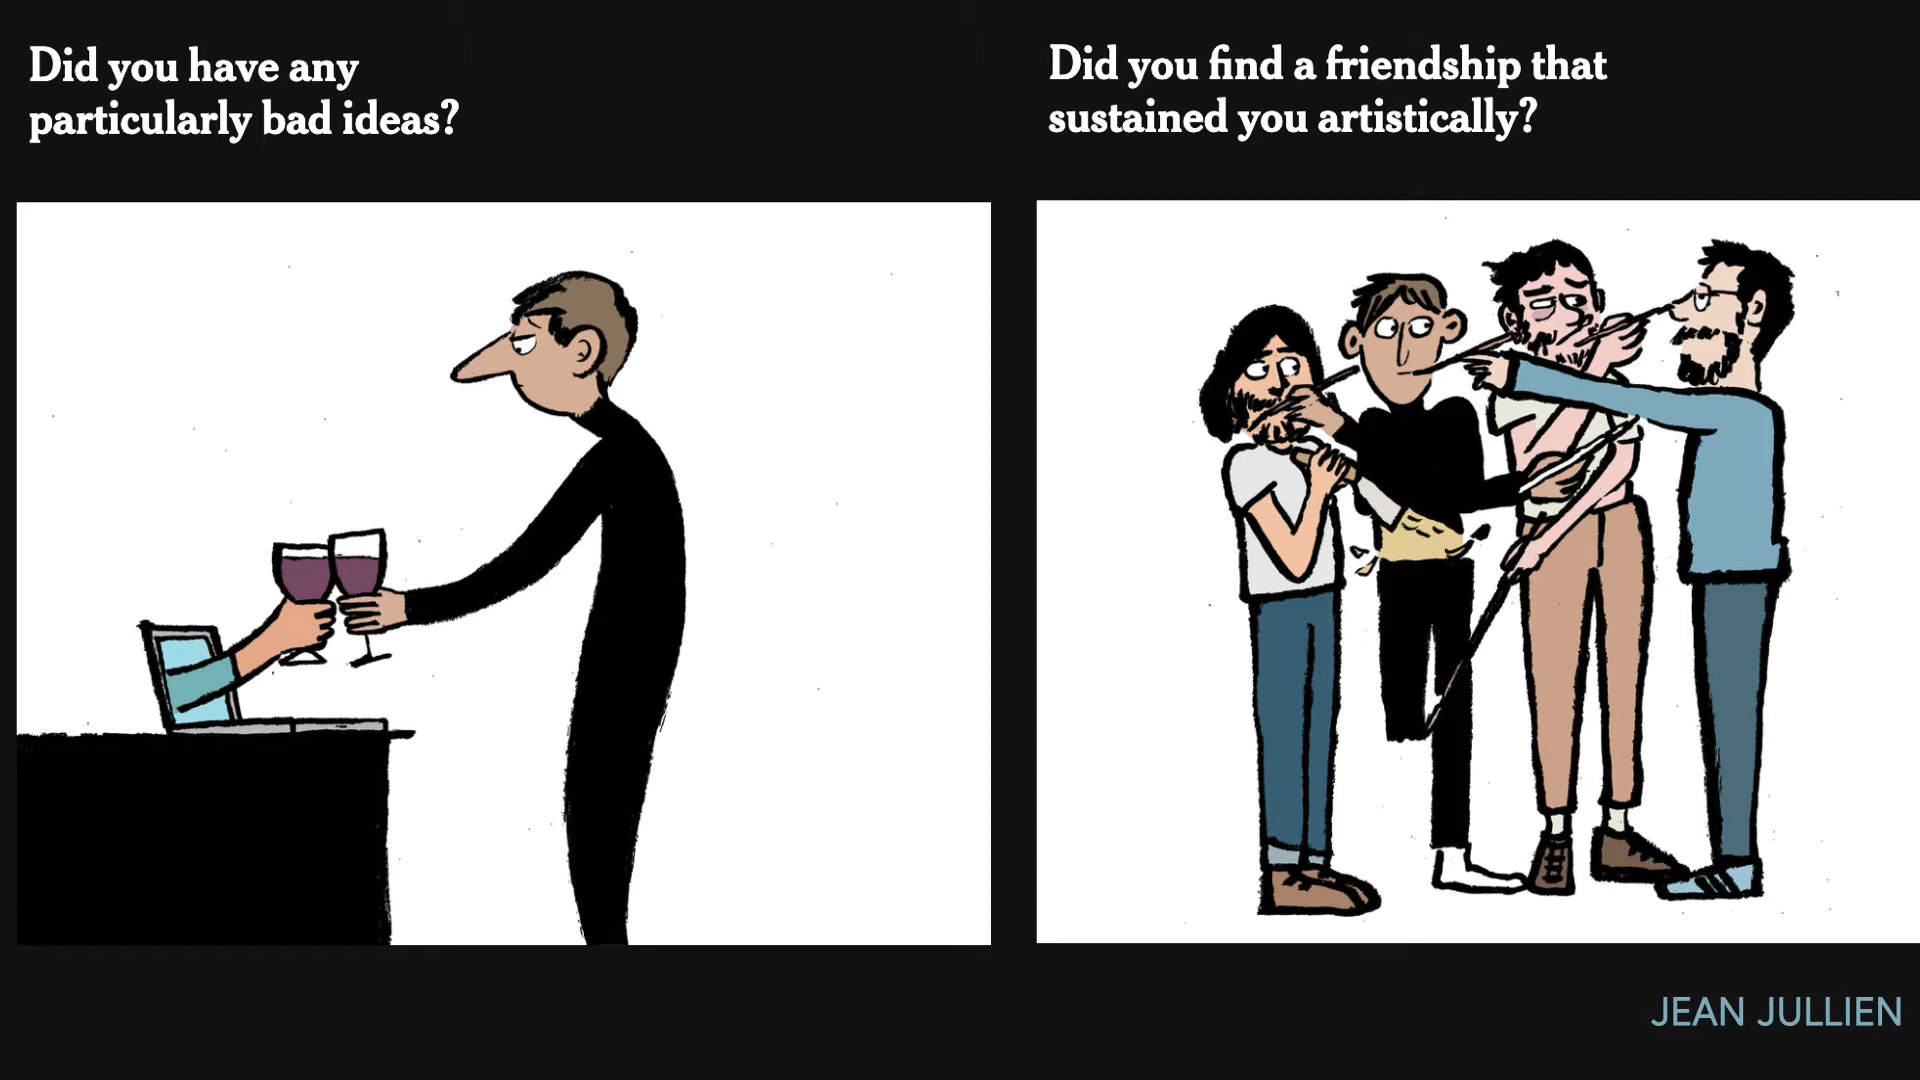 Did you have any
particularly bad ideas?
Did you find a friendship that
sustained you artistically?
JEAN JULLIEN